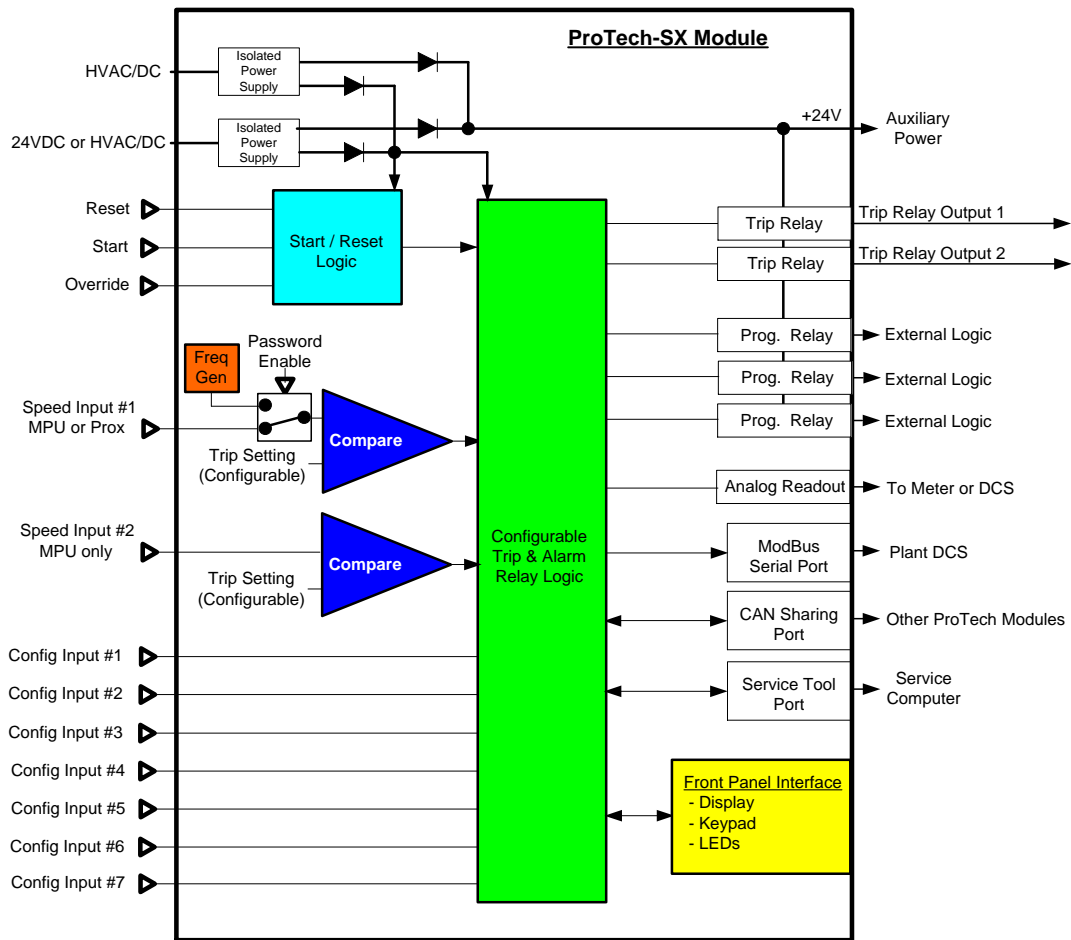 ProTech-SX Module
HVAC/DC
Isolated
Power
Supply
24VDC or HVAC/DC
Isolated
Power
Supply
+24V
Auxiliary
Power
Reset
Start
Override
Start / Reset
Logic
Trip Relay
Trip Relay Output 1
Trip Relay
Trip Relay Output 2
Prog. Relay
External Logic
Prog. Relay
External Logic
Prog. Relay
External Logic
Freq
Gen
Password
Enable
Speed Input #1
MPU or Prox
Trip Setting
(Configurable)
Compare
Speed Input #2
MPU only
Trip Setting
(Configurable)
Compare
Configurable
Trip & Alarm
Relay Logic
Analog Readout
To Meter or DCS
ModBus
Serial Port
Plant DCS
CAN Sharing
Port
Other ProTech Modules
Service Tool
Port
Service
Computer
Config Input #1
Config Input #2
Config Input #3
Config Input #4
Config Input #5
Config Input #6
Config Input #7
Front Panel Interface
- Display
- Keypad
- LEDs